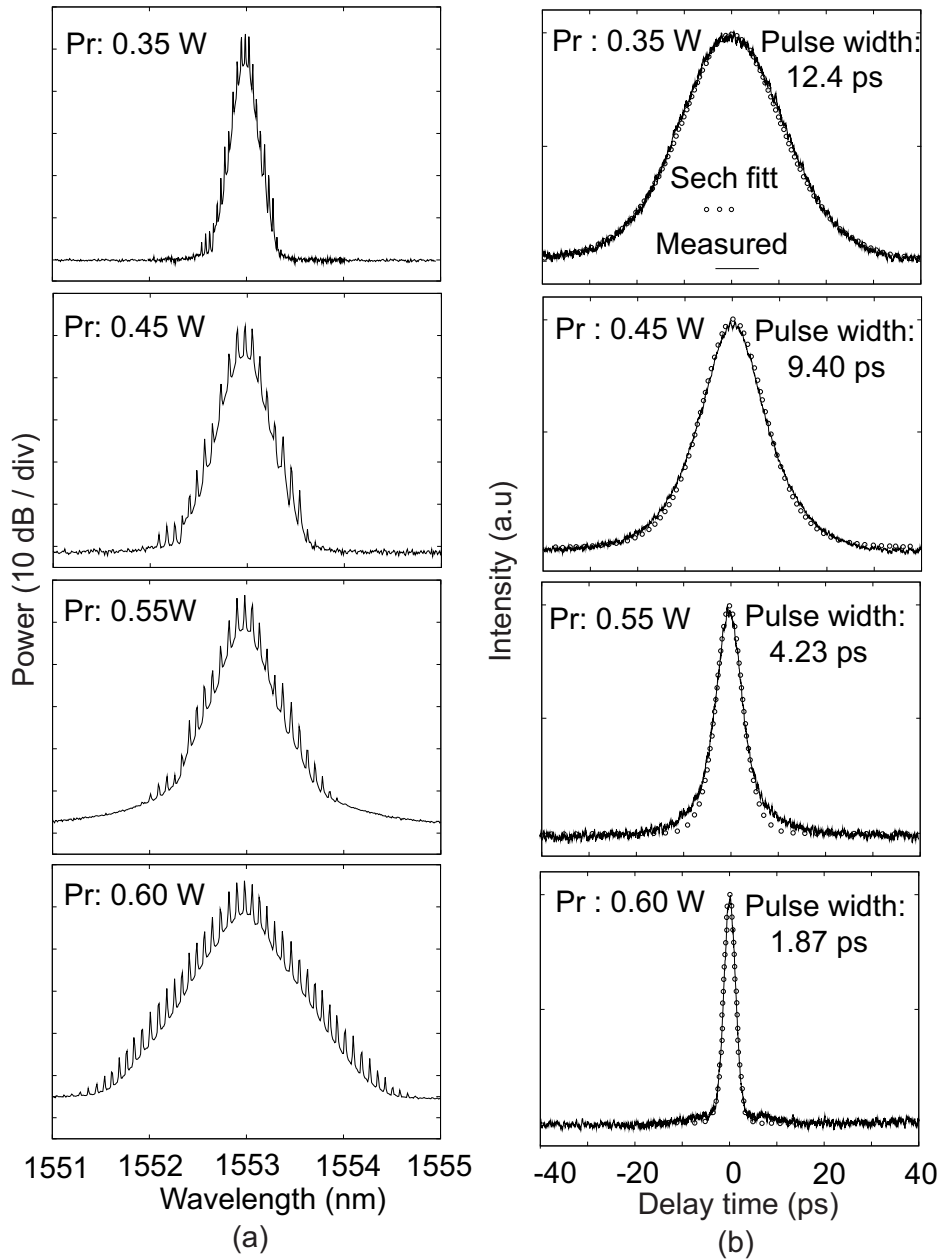 Pr: 0.35 W
Pr: 0.45 W
Pr: 0.55W
Pr: 0.60 W
Power (10 dB / div)
1551 1552 1553 1554 1555
Wavelength (nm)
(a)
Pr : 0.35 W
Pulse width:
12.4 ps
Sech fitt
Measured
Pr : 0.45 W
Pulse width:
9.40 ps
Pr: 0.55 W
Pulse width:
4.23 ps
Pr : 0.60 W
Pulse width:
1.87 ps
Intensity (a.u)
-40 -20 0 20 40
Delay time (ps)
(b)